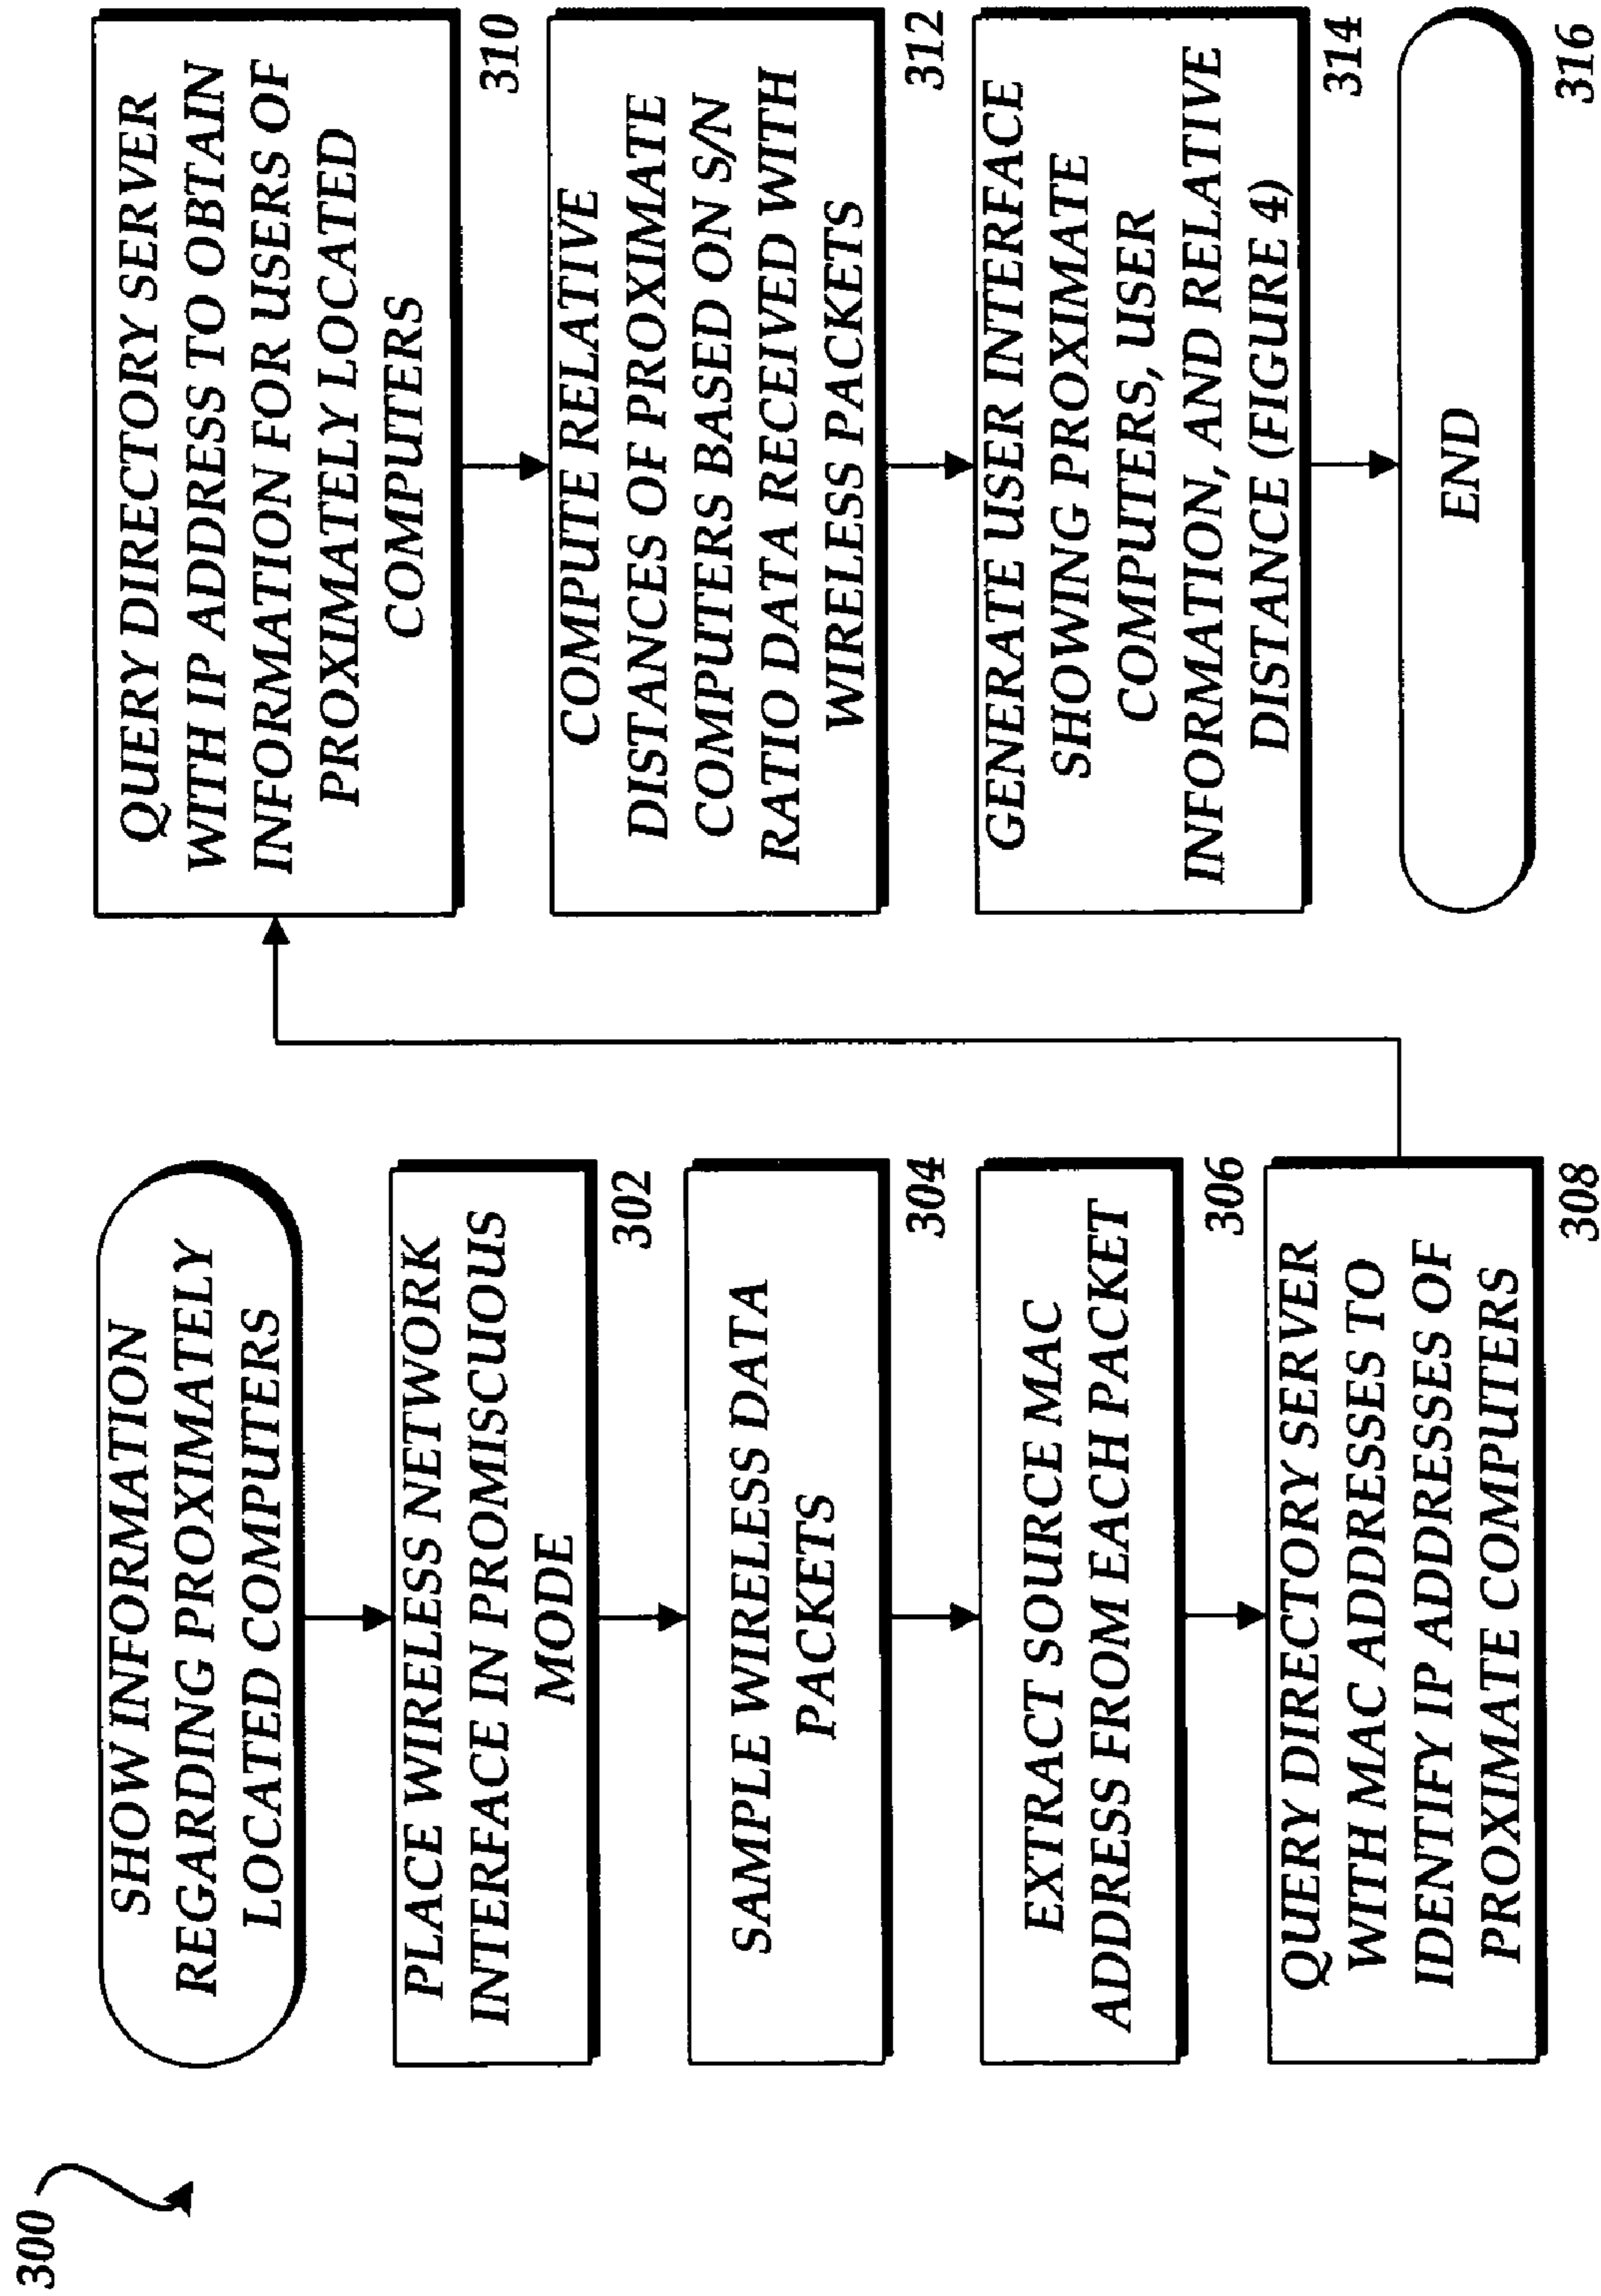 300
SHOW INFORMATION
REGARDING PROXIMATELY
LOCATED COMPUTERS
PLACE WIRELESS NETWORK
INTERFACE IN PROMISCUOUS
MODE
302
SAMPLE WIRELESS DATA
PACKETS
304
EXTRACT SOURCE MAC
ADDRESS FROM EACH PACKET
306
QUERY DIRECTORY SERVER
WITH MAC ADDRESSES TO
IDENTIFY IP ADDRESSES OF
PROXIMATE COMPUTERS
308
QUERY DIRECTORY SERVER
WITH IP ADDRESS TO OBTAIN
INFORMATION FOR USERS OF
PROXIMATELY LOCATED
COMPUTERS
310
COMPUTE RELATIVE
DISTANCES OF PROXIMATE
COMPUTERS BASED ON S/N
RATIO DATA RECEIVED WITH
WIRELESS PACKETS
312
GENERATE USER INTERFACE
SHOWING PROXIMATE
COMPUTERS, USER
INFORMATION, AND RELATIVE
DISTANCE (FIGURE 4)
314
END
316